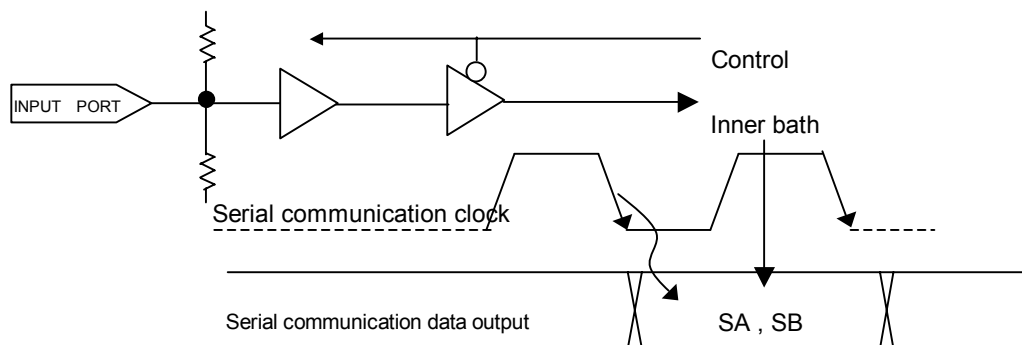 Control
INPUT PORT
Inner bath
Serial communication clock
Serial communication data output
SA , SB